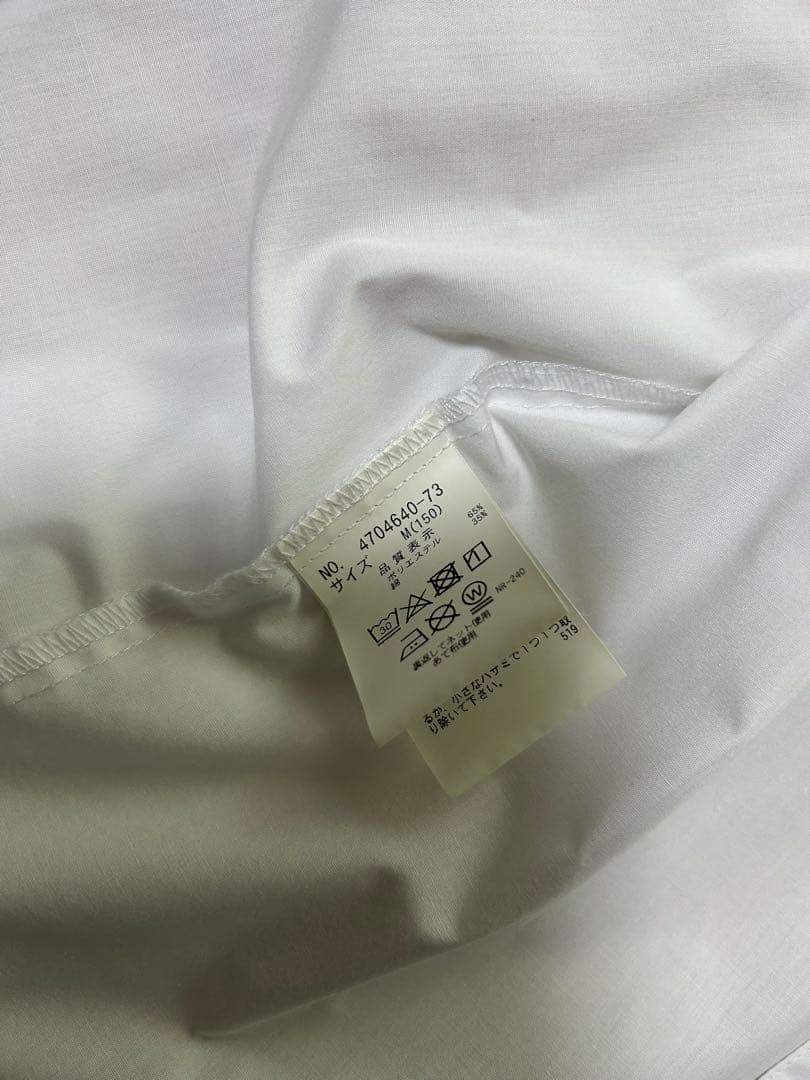 NO. 4704640-73
サイズ M(150)
品質表示
ポリエステル 65%
綿 35%
30
W
NR-240
裏返してネット使用
あて布使用
るか、小さなハサミで1つ1つ取
り除いて下さい。
519